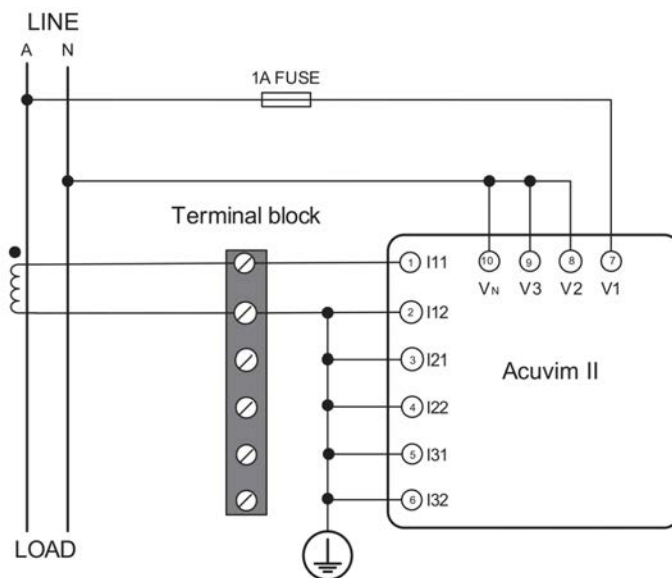 LINE
A N
1A FUSE
Terminal block
1 I11
10 9 8 7
VN V3 V2 V1
2 I12
3 I21
Acuvim II
4 I22
5 I31
6 I32
LOAD